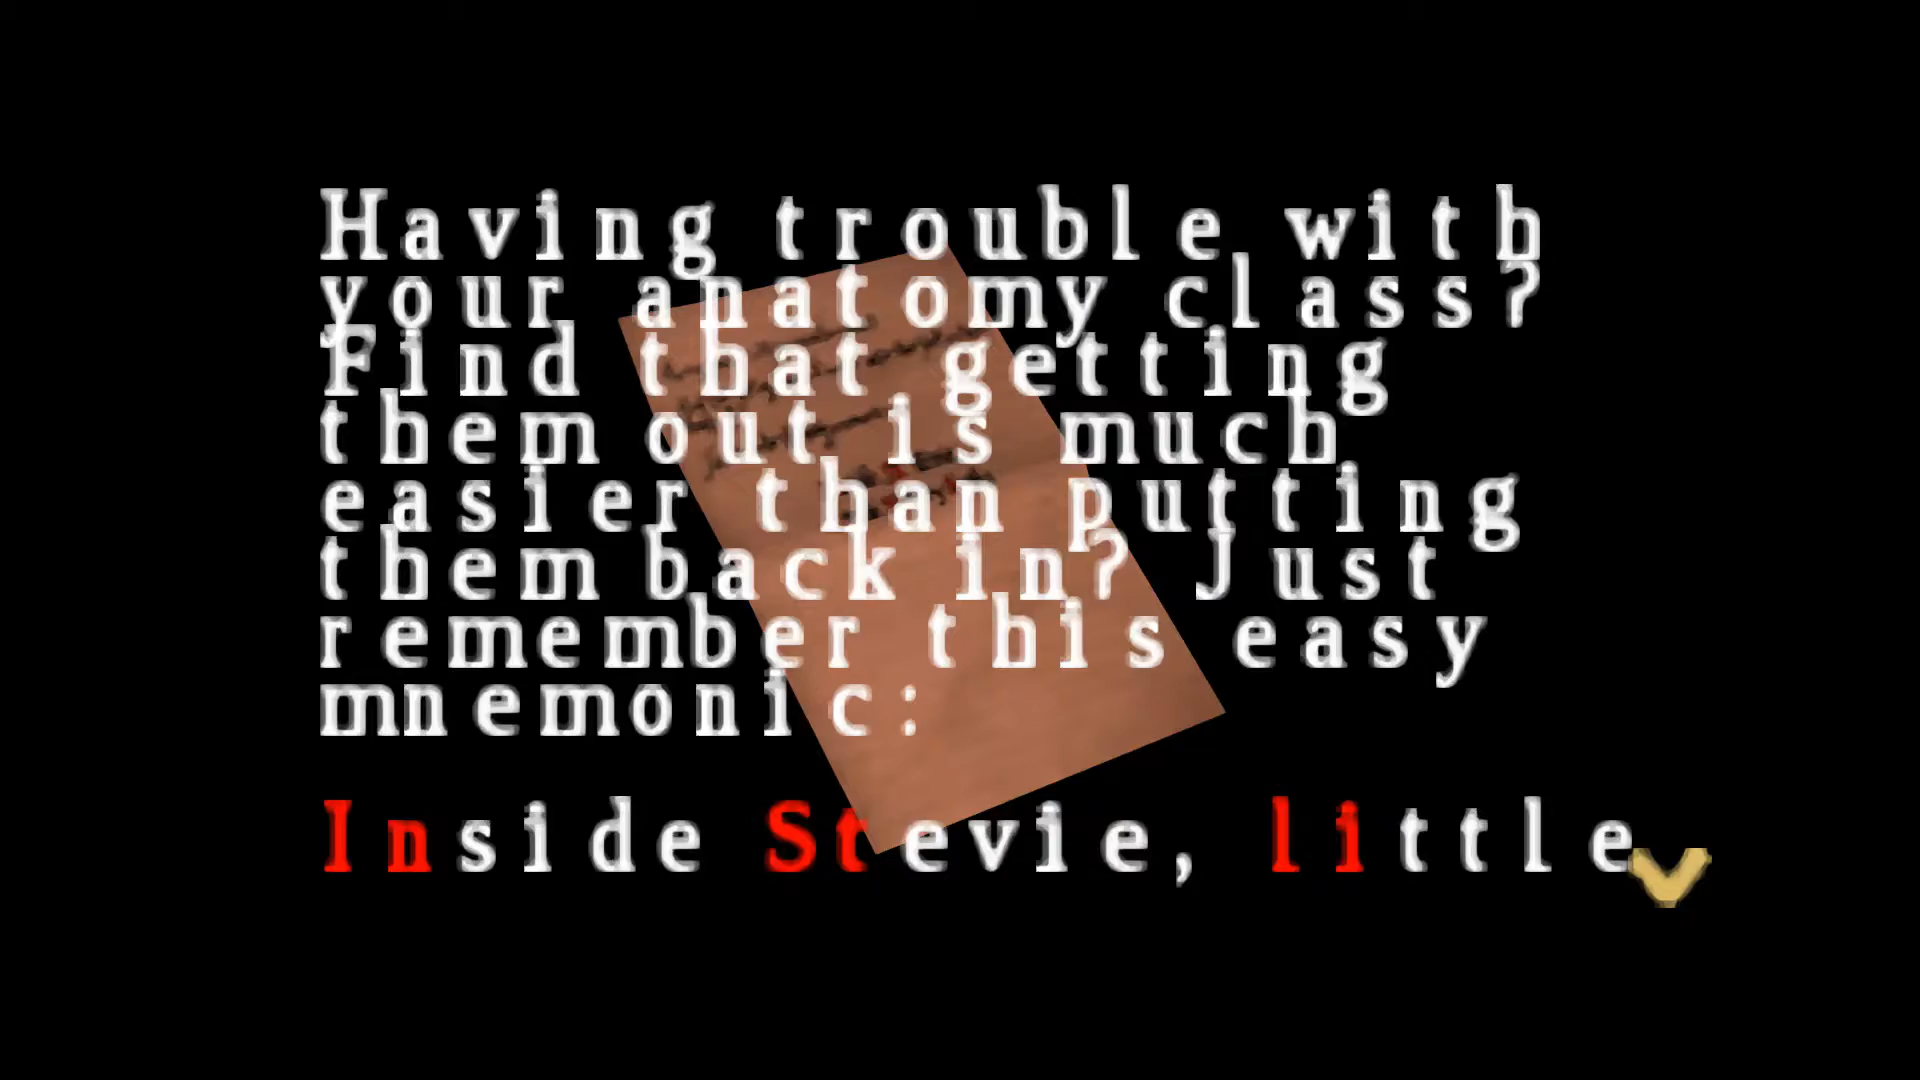 Having trouble with
your anatomy class?
Find that getting
them out is much
easier than putting
them back in? Just
remember this easy
mnemonic:
Inside Stevie, little